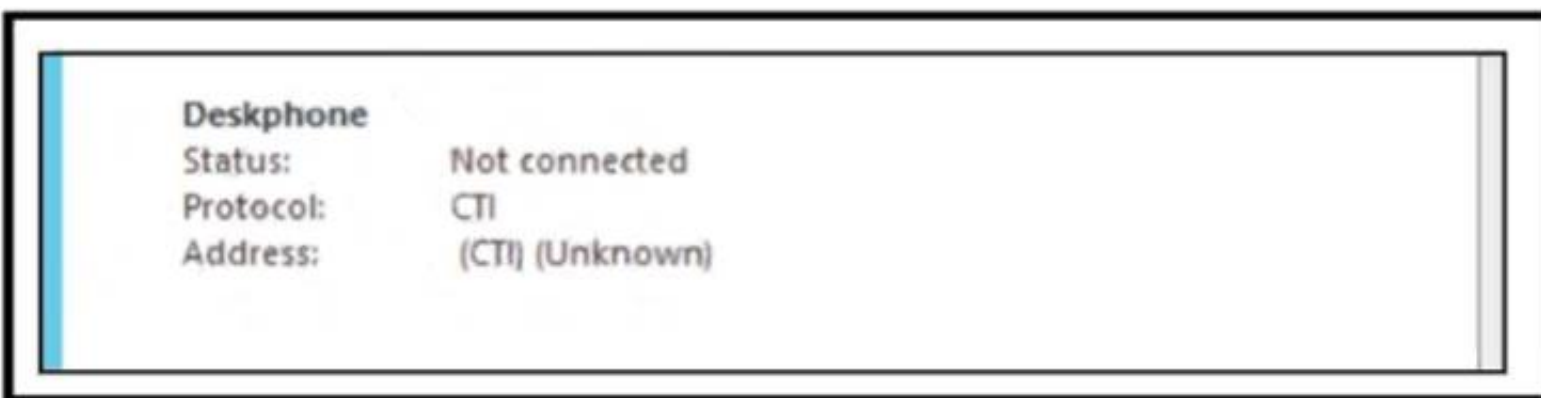 Deskphone
Status: Not connected
Protocol: CTI
Address: (CTI) (Unknown)